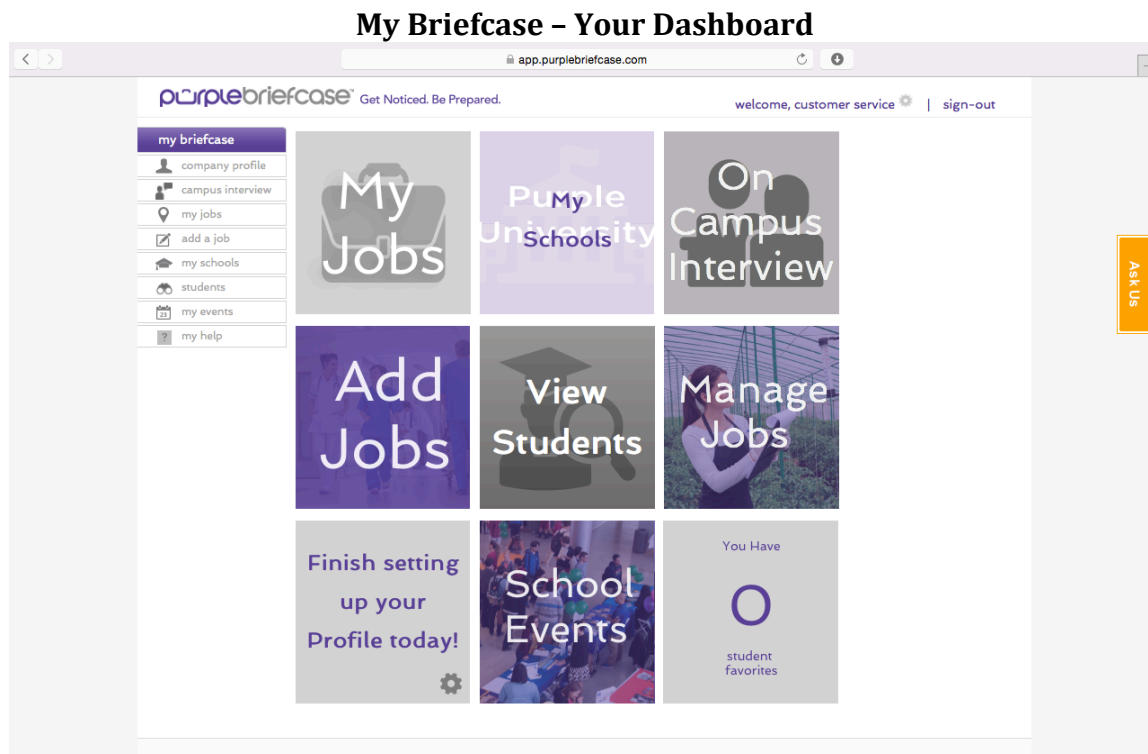 My Briefcase – Your Dashboard
app.purplebriefcase.com
purplebriefcase™ Get Noticed. Be Prepared.
welcome, customer service | sign-out
my briefcase
company profile
campus interview
my jobs
add a job
my schools
students
23
my events
?
my help
My
Jobs
Purple
University
My
Schools
On
Campus
Interview
Add
Jobs
View
Students
Manage
Jobs
Finish setting
up your
Profile today!
School
Events
You Have
0
student
favorites
Ask Us